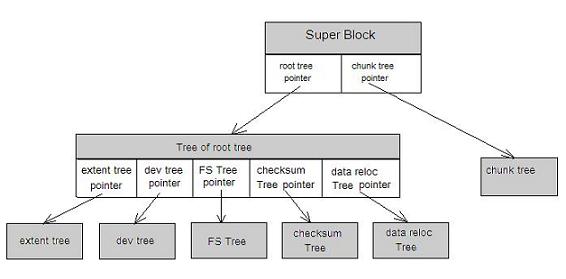 Super Block
root tree
pointer
chunk tree
pointer
Tree of root tree
extent tree
pointer
dev tree
pointer
FS Tree
pointer
checksum
Tree pointer
data reloc
Tree pointer
chunk tree
extent tree
dev tree
FS Tree
checksum
Tree
data reloc
Tree